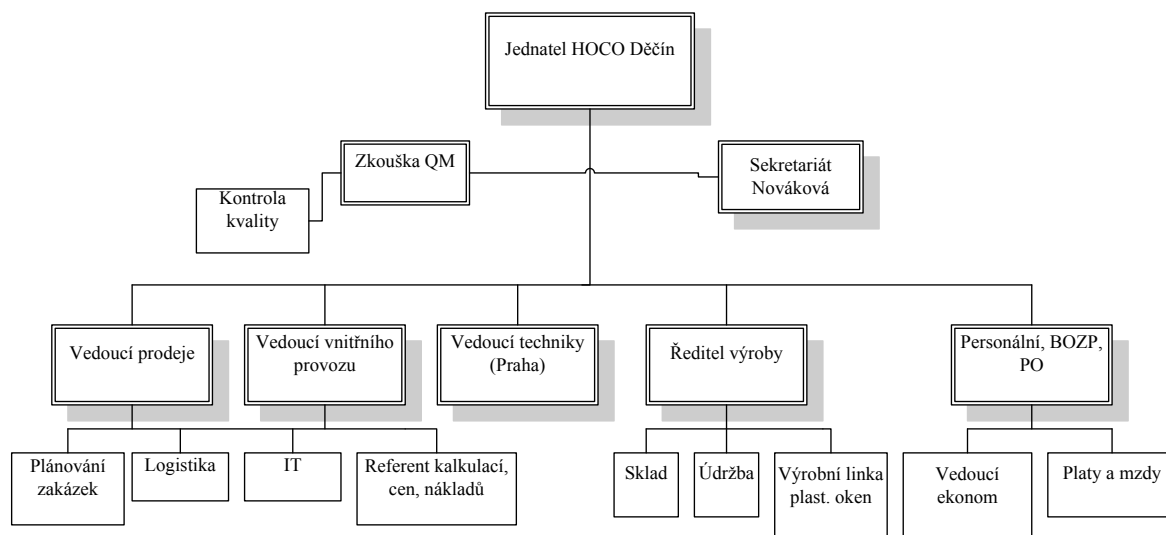 Jednatel HOCO Děčín
Zkouška QM
Sekretariát
Nováková
Kontrola
kvality
Vedoucí prodeje
Vedoucí vnitřního
provozu
Vedoucí techniky
(Praha)
Ředitel výroby
Personální, BOZP,
PO
Plánování
zakázek
Logistika
IT
Referent kalkulací,
cen, nákladů
Sklad
Údržba
Výrobní linka
plast. oken
Vedoucí
ekonom
Platy a mzdy